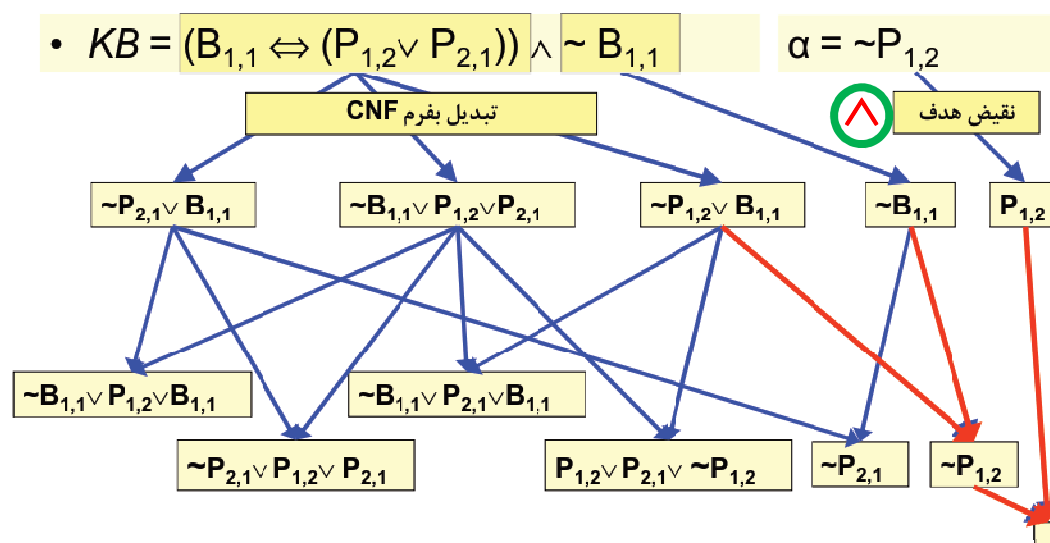 • KB = (B1,1 ⇔ (P1,2∨ P2,1)) ∧ ~ B1,1 α = ~P1,2
تبدیل بفرم CNF نقیض هدف
~P2,1∨ B1,1 ~B1,1∨ P1,2∨P2,1 ~P1,2∨ B1,1 ~B1,1 P1,2
~B1,1∨ P1,2∨B1,1 ~B1,1∨ P2,1∨B1,1
~P2,1∨ P1,2∨ P2,1 P1,2∨ P2,1∨ ~P1,2 ~P2,1 ~P1,2